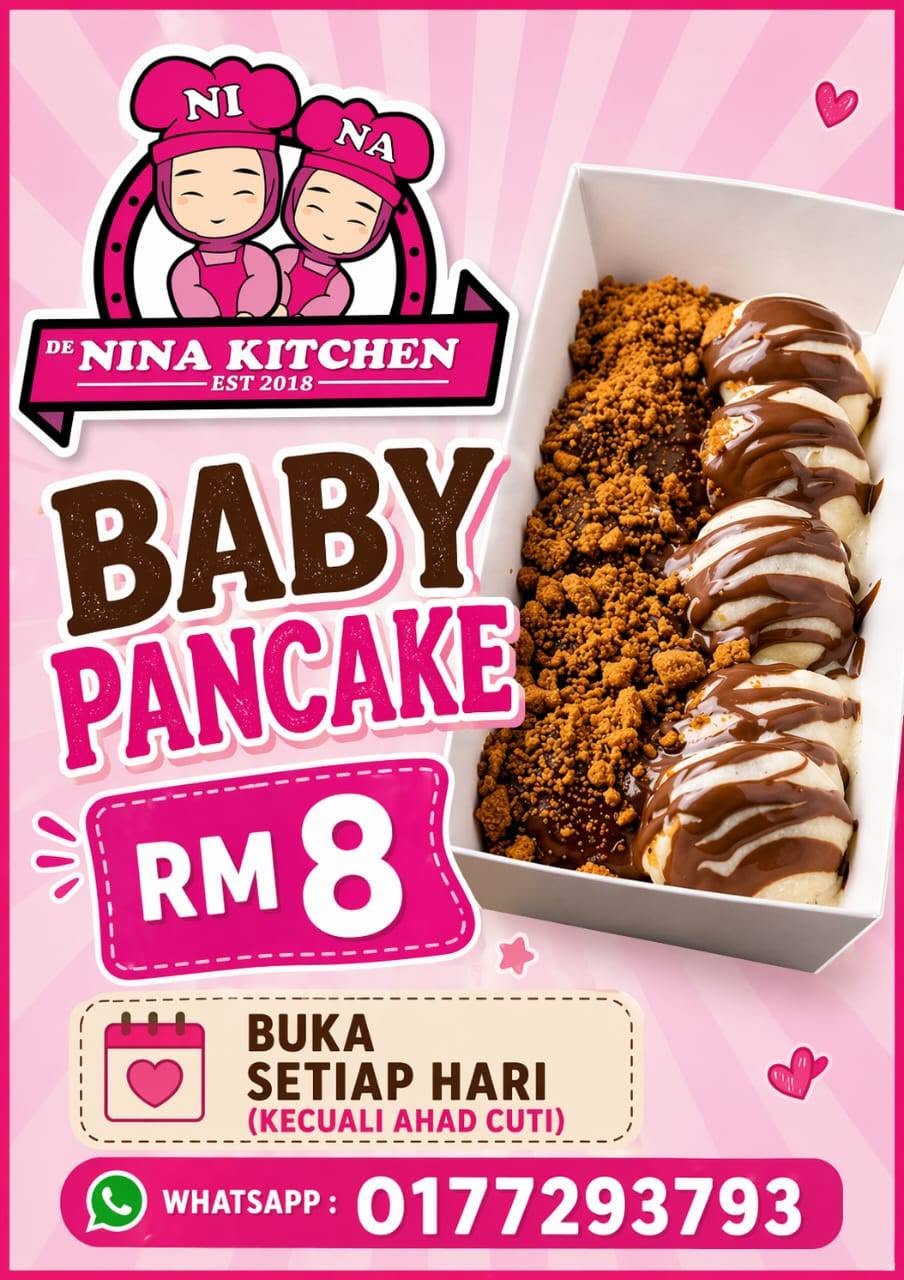 NI
NA
DE NINA KITCHEN
EST 2018
BABY
PANCAKE
RM 8
BUKA
SETIAP HARI
(KECUALI AHAD CUTI)
WHATSAPP : 0177293793